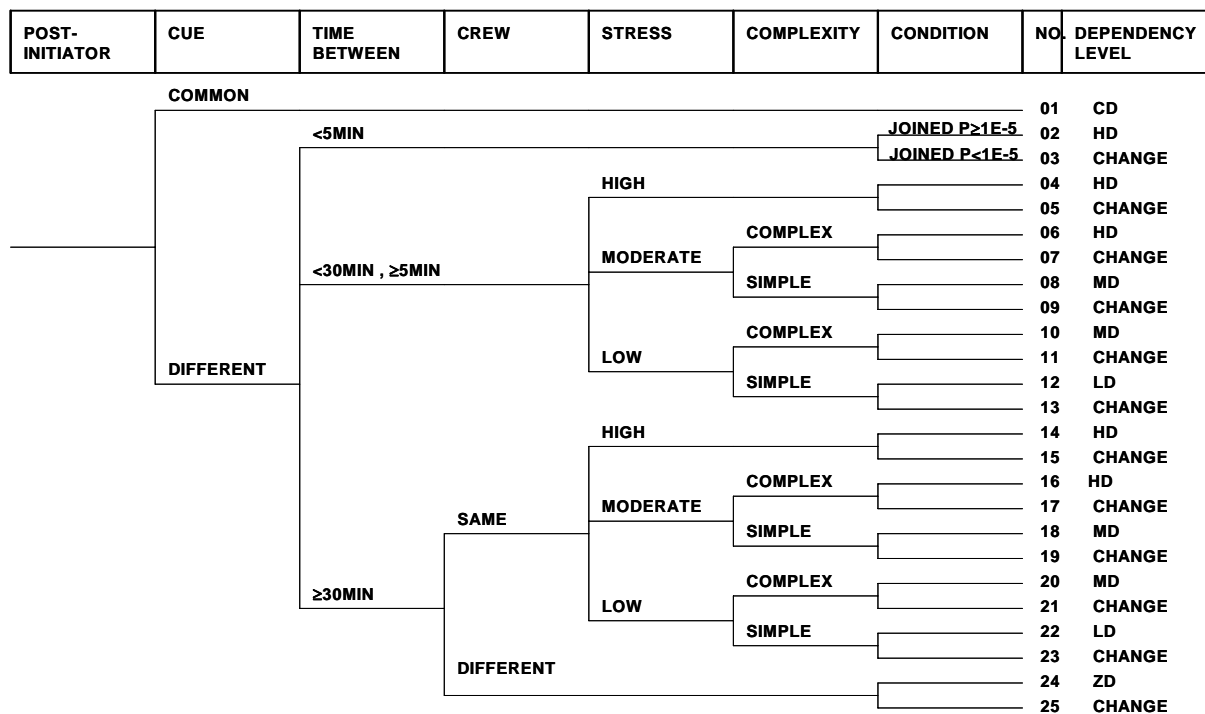 POST-INITIATOR CUE TIME BETWEEN CREW STRESS COMPLEXITY CONDITION NO. DEPENDENCY LEVEL
COMMON
01 CD
<5MIN JOINED P≥1E-5 02 HD
JOINED P<1E-5 03 CHANGE
HIGH 04 HD
05 CHANGE
COMPLEX 06 HD
MODERATE 07 CHANGE
<30MIN , ≥5MIN SIMPLE 08 MD
09 CHANGE
COMPLEX 10 MD
LOW 11 CHANGE
DIFFERENT SIMPLE 12 LD
13 CHANGE
HIGH 14 HD
15 CHANGE
COMPLEX 16 HD
MODERATE 17 CHANGE
SAME SIMPLE 18 MD
19 CHANGE
COMPLEX 20 MD
≥30MIN LOW 21 CHANGE
SIMPLE 22 LD
DIFFERENT 23 CHANGE
24 ZD
25 CHANGE